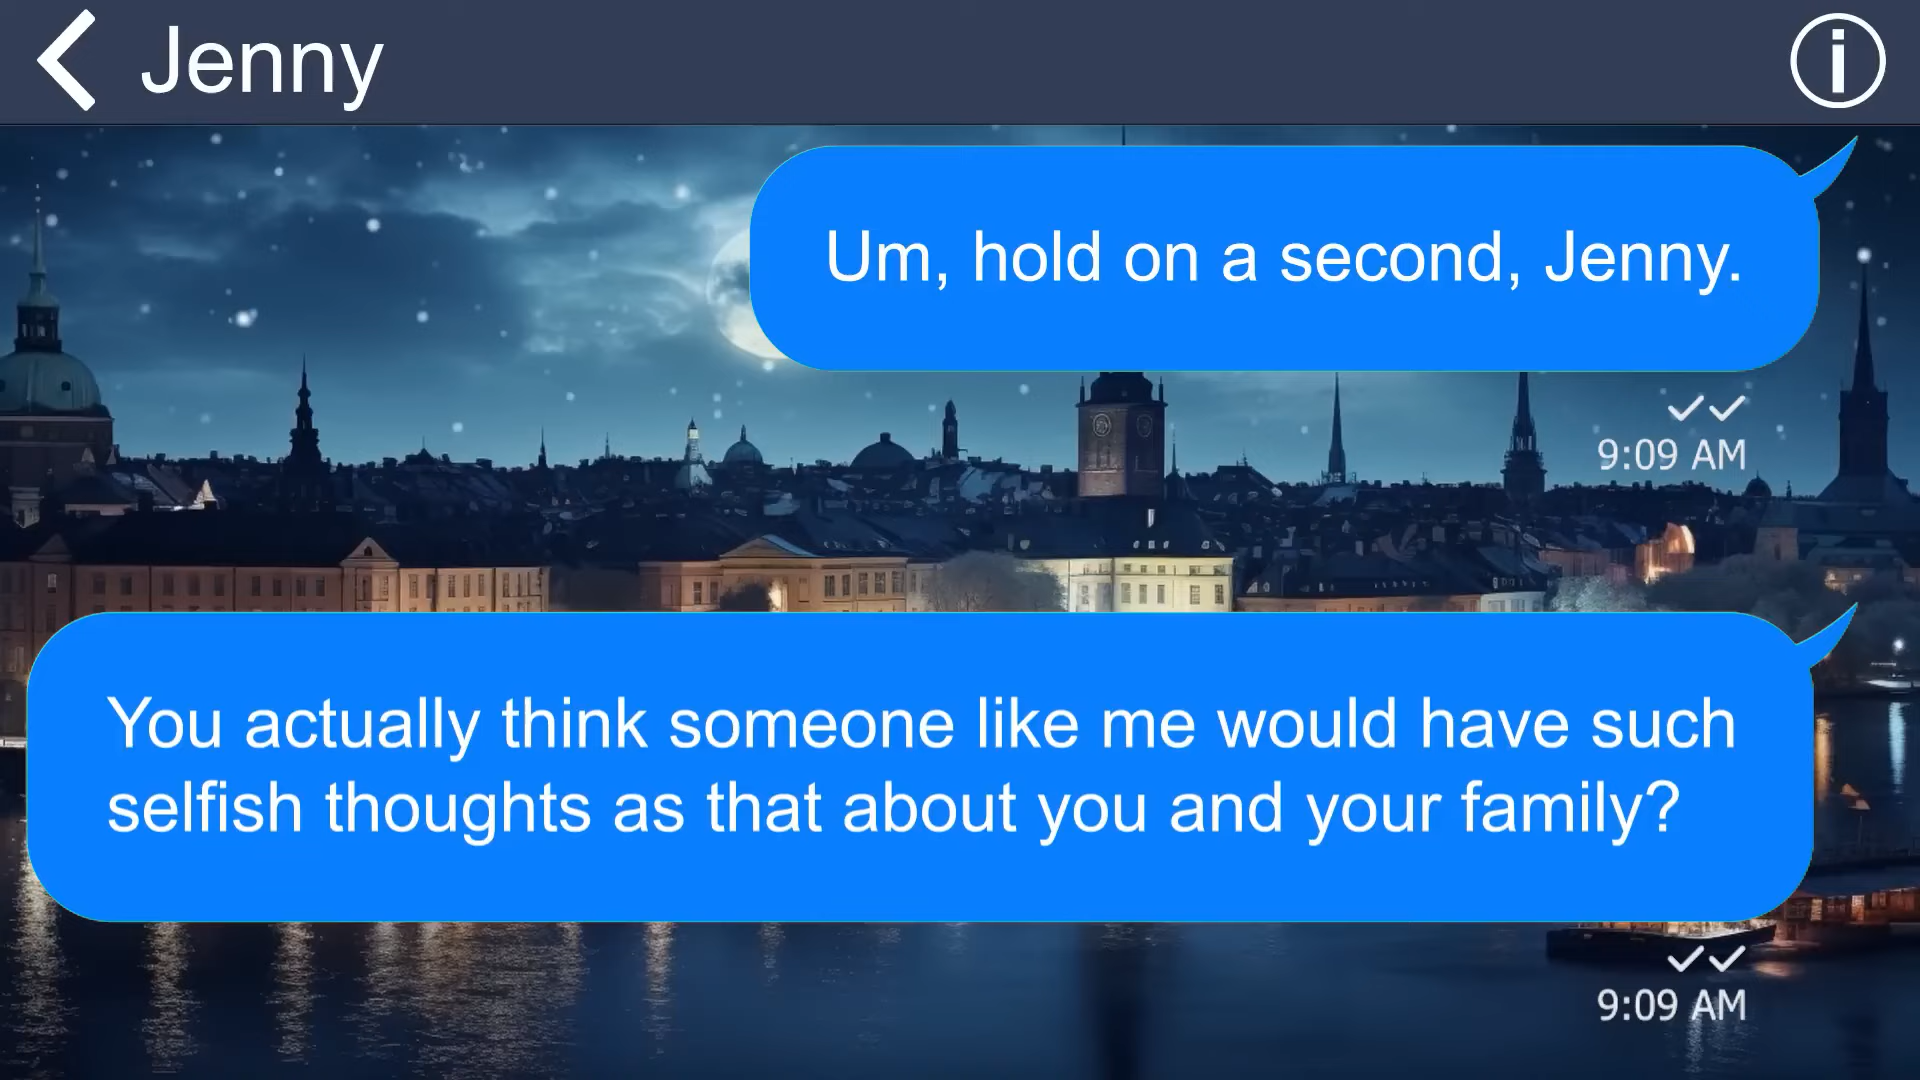 Jenny
Um, hold on a second, Jenny.
9:09 AM
You actually think someone like me would have such
selfish thoughts as that about you and your family?
9:09 AM